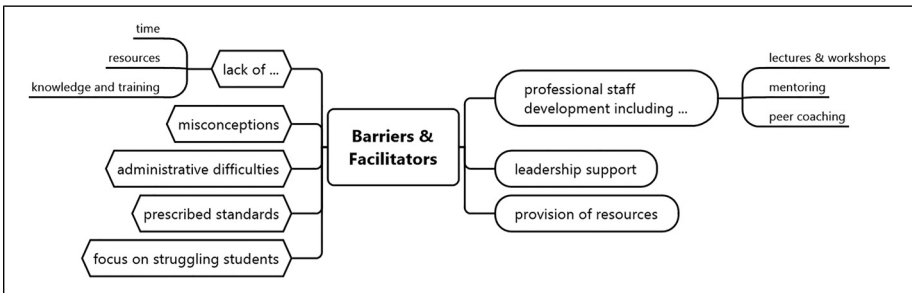 time
resources
knowledge and training
lack of ...
misconceptions
administrative difficulties
prescribed standards
focus on struggling students
Barriers &
Facilitators
professional staff
development including ...
lectures & workshops
mentoring
peer coaching
leadership support
provision of resources